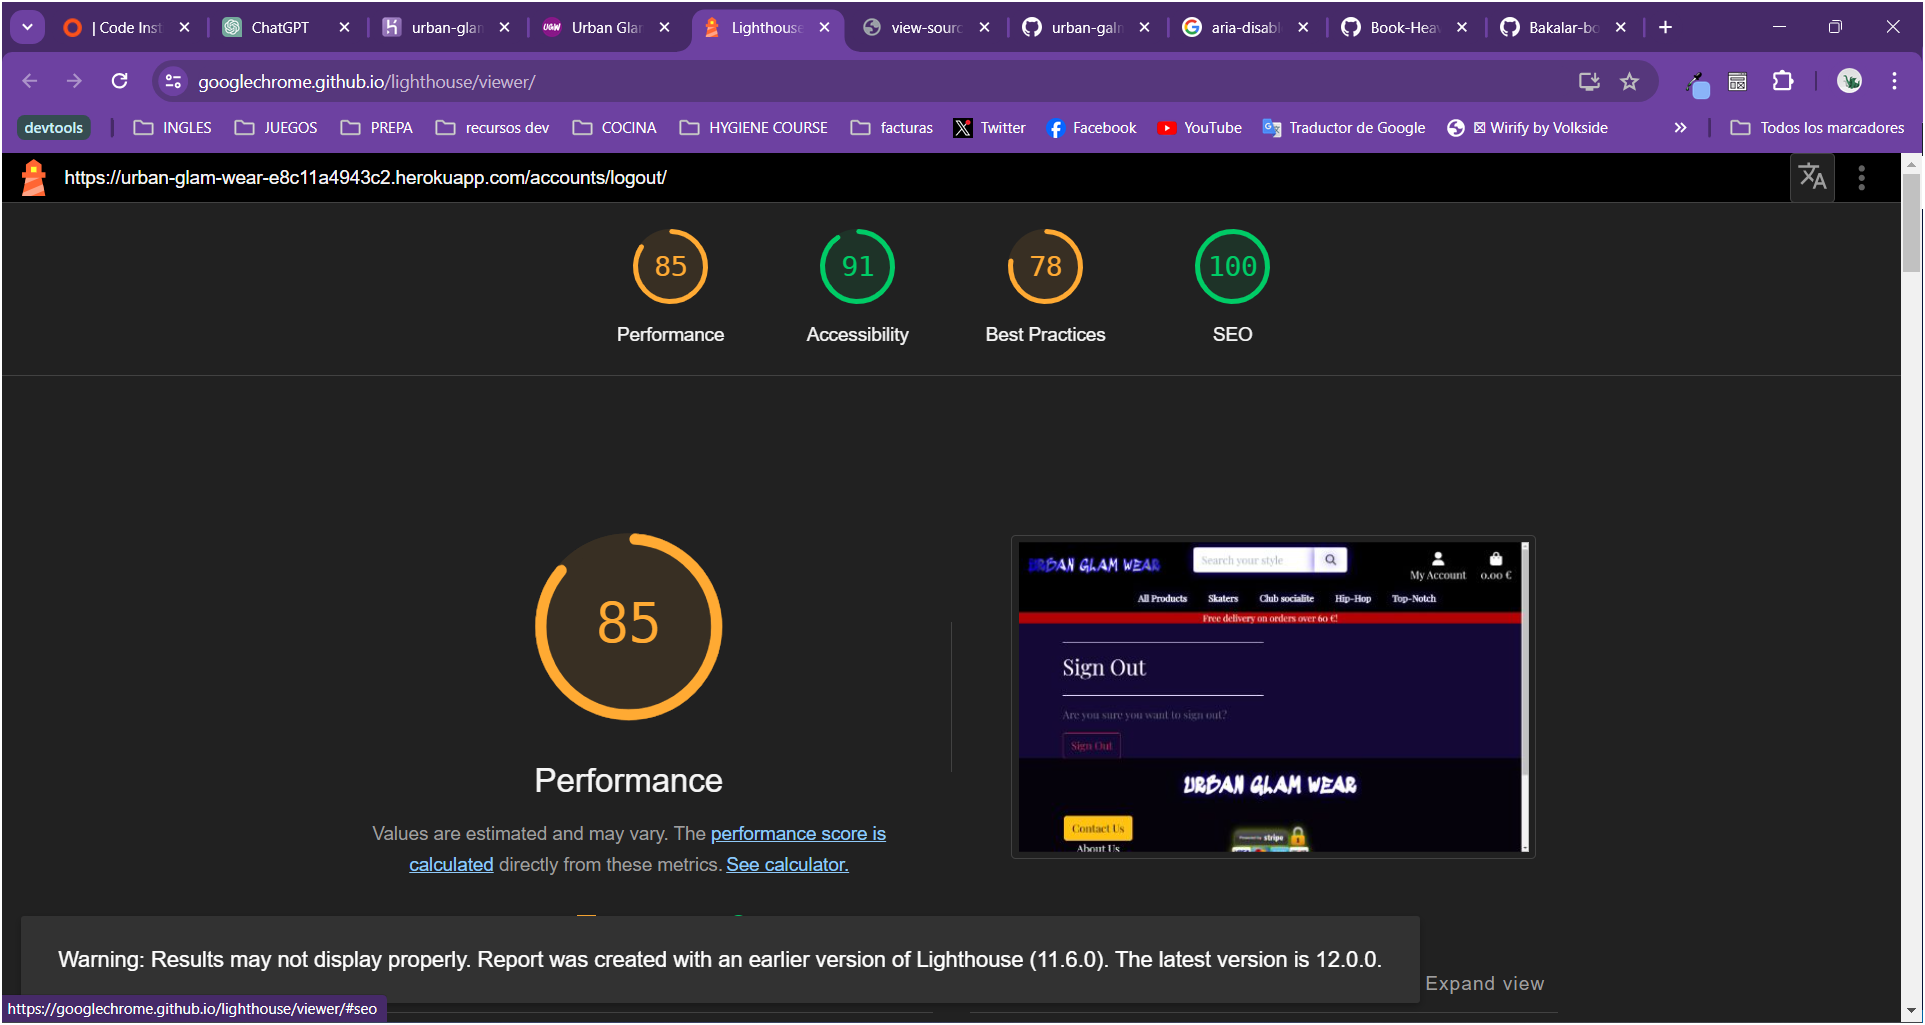 | Code Inst
ChatGPT
urban-glan
Urban Glan
Lighthouse
view-sourc
urban-galn
aria-disabl
Book-Heav
Bakalar-bo
googlechrome.github.io/lighthouse/viewer/
devtools
INGLES
JUEGOS
PREPA
recursos dev
COCINA
HYGIENE COURSE
facturas
Twitter
Facebook
YouTube
Traductor de Google
Wirify by Volkside
Todos los marcadores
https://urban-glam-wear-e8c11a4943c2.herokuapp.com/accounts/logout/
85
91
78
100
Performance
Accessibility
Best Practices
SEO
85
Performance
Values are estimated and may vary. The performance score is
calculated directly from these metrics. See calculator.
URBAN GLAM WEAR
Search your style
My Account
0.00 €
All Products
Skaters
Club socialite
Hip-Hop
Top-Notch
Free delivery on orders over 60 €!
Sign Out
Are you sure you want to sign out?
Sign Out
URBAN GLAM WEAR
Contact Us
About Us
stripe
Warning: Results may not display properly. Report was created with an earlier version of Lighthouse (11.6.0). The latest version is 12.0.0.
Expand view
https://googlechrome.github.io/lighthouse/viewer/#seo